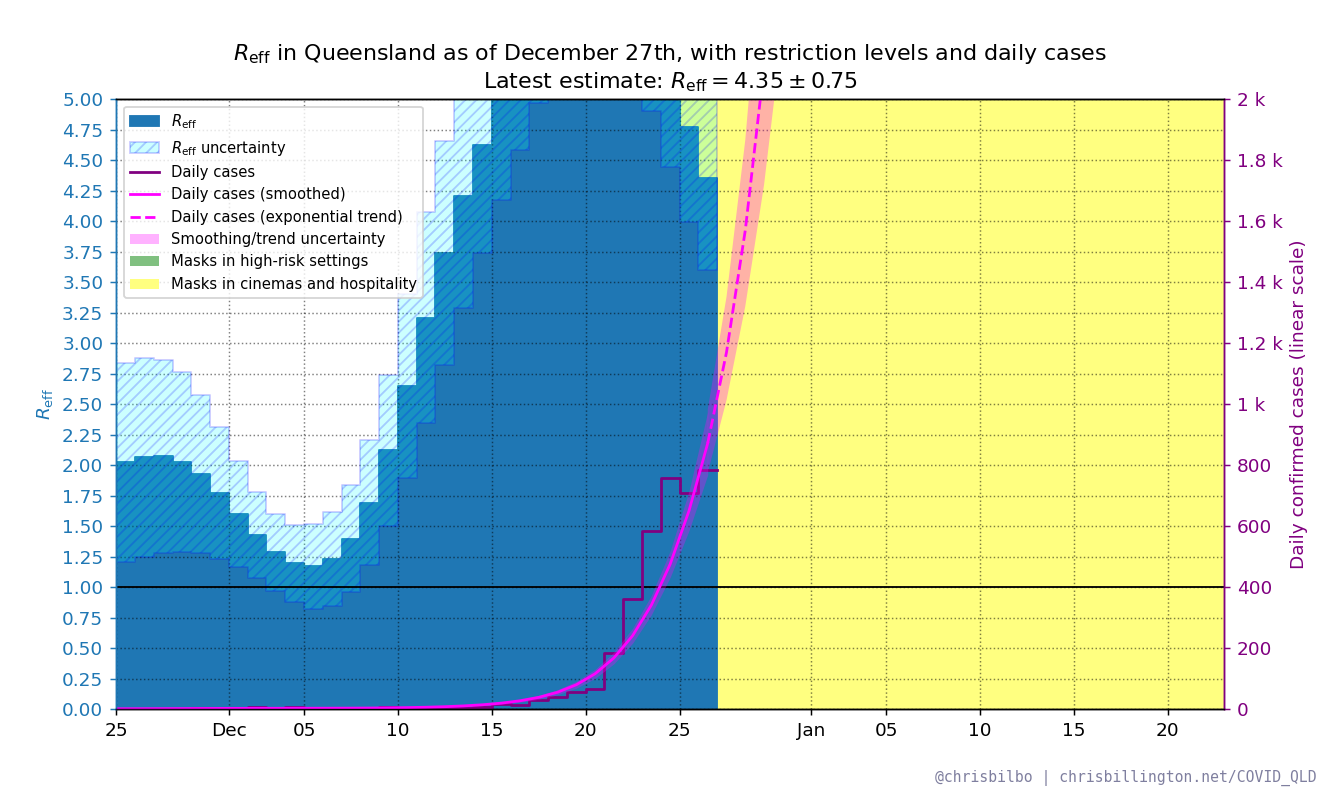 R_eff in Queensland as of December 27th, with restriction levels and daily cases
Latest estimate: R_eff = 4.35 ± 0.75
R_eff
R_eff uncertainty
Daily cases
Daily cases (smoothed)
Daily cases (exponential trend)
Smoothing/trend uncertainty
Masks in high-risk settings
Masks in cinemas and hospitality
5.00
4.75
4.50
4.25
4.00
3.75
3.50
3.25
3.00
2.75
2.50
2.25
2.00
1.75
1.50
1.25
1.00
0.75
0.50
0.25
0.00
R_eff
2 k
1.8 k
1.6 k
1.4 k
1.2 k
1 k
800
600
400
200
0
Daily confirmed cases (linear scale)
25 Dec 05 10 15 20 25 Jan 05 10 15 20
@chrisbilbo | chrisbillington.net/COVID_QLD